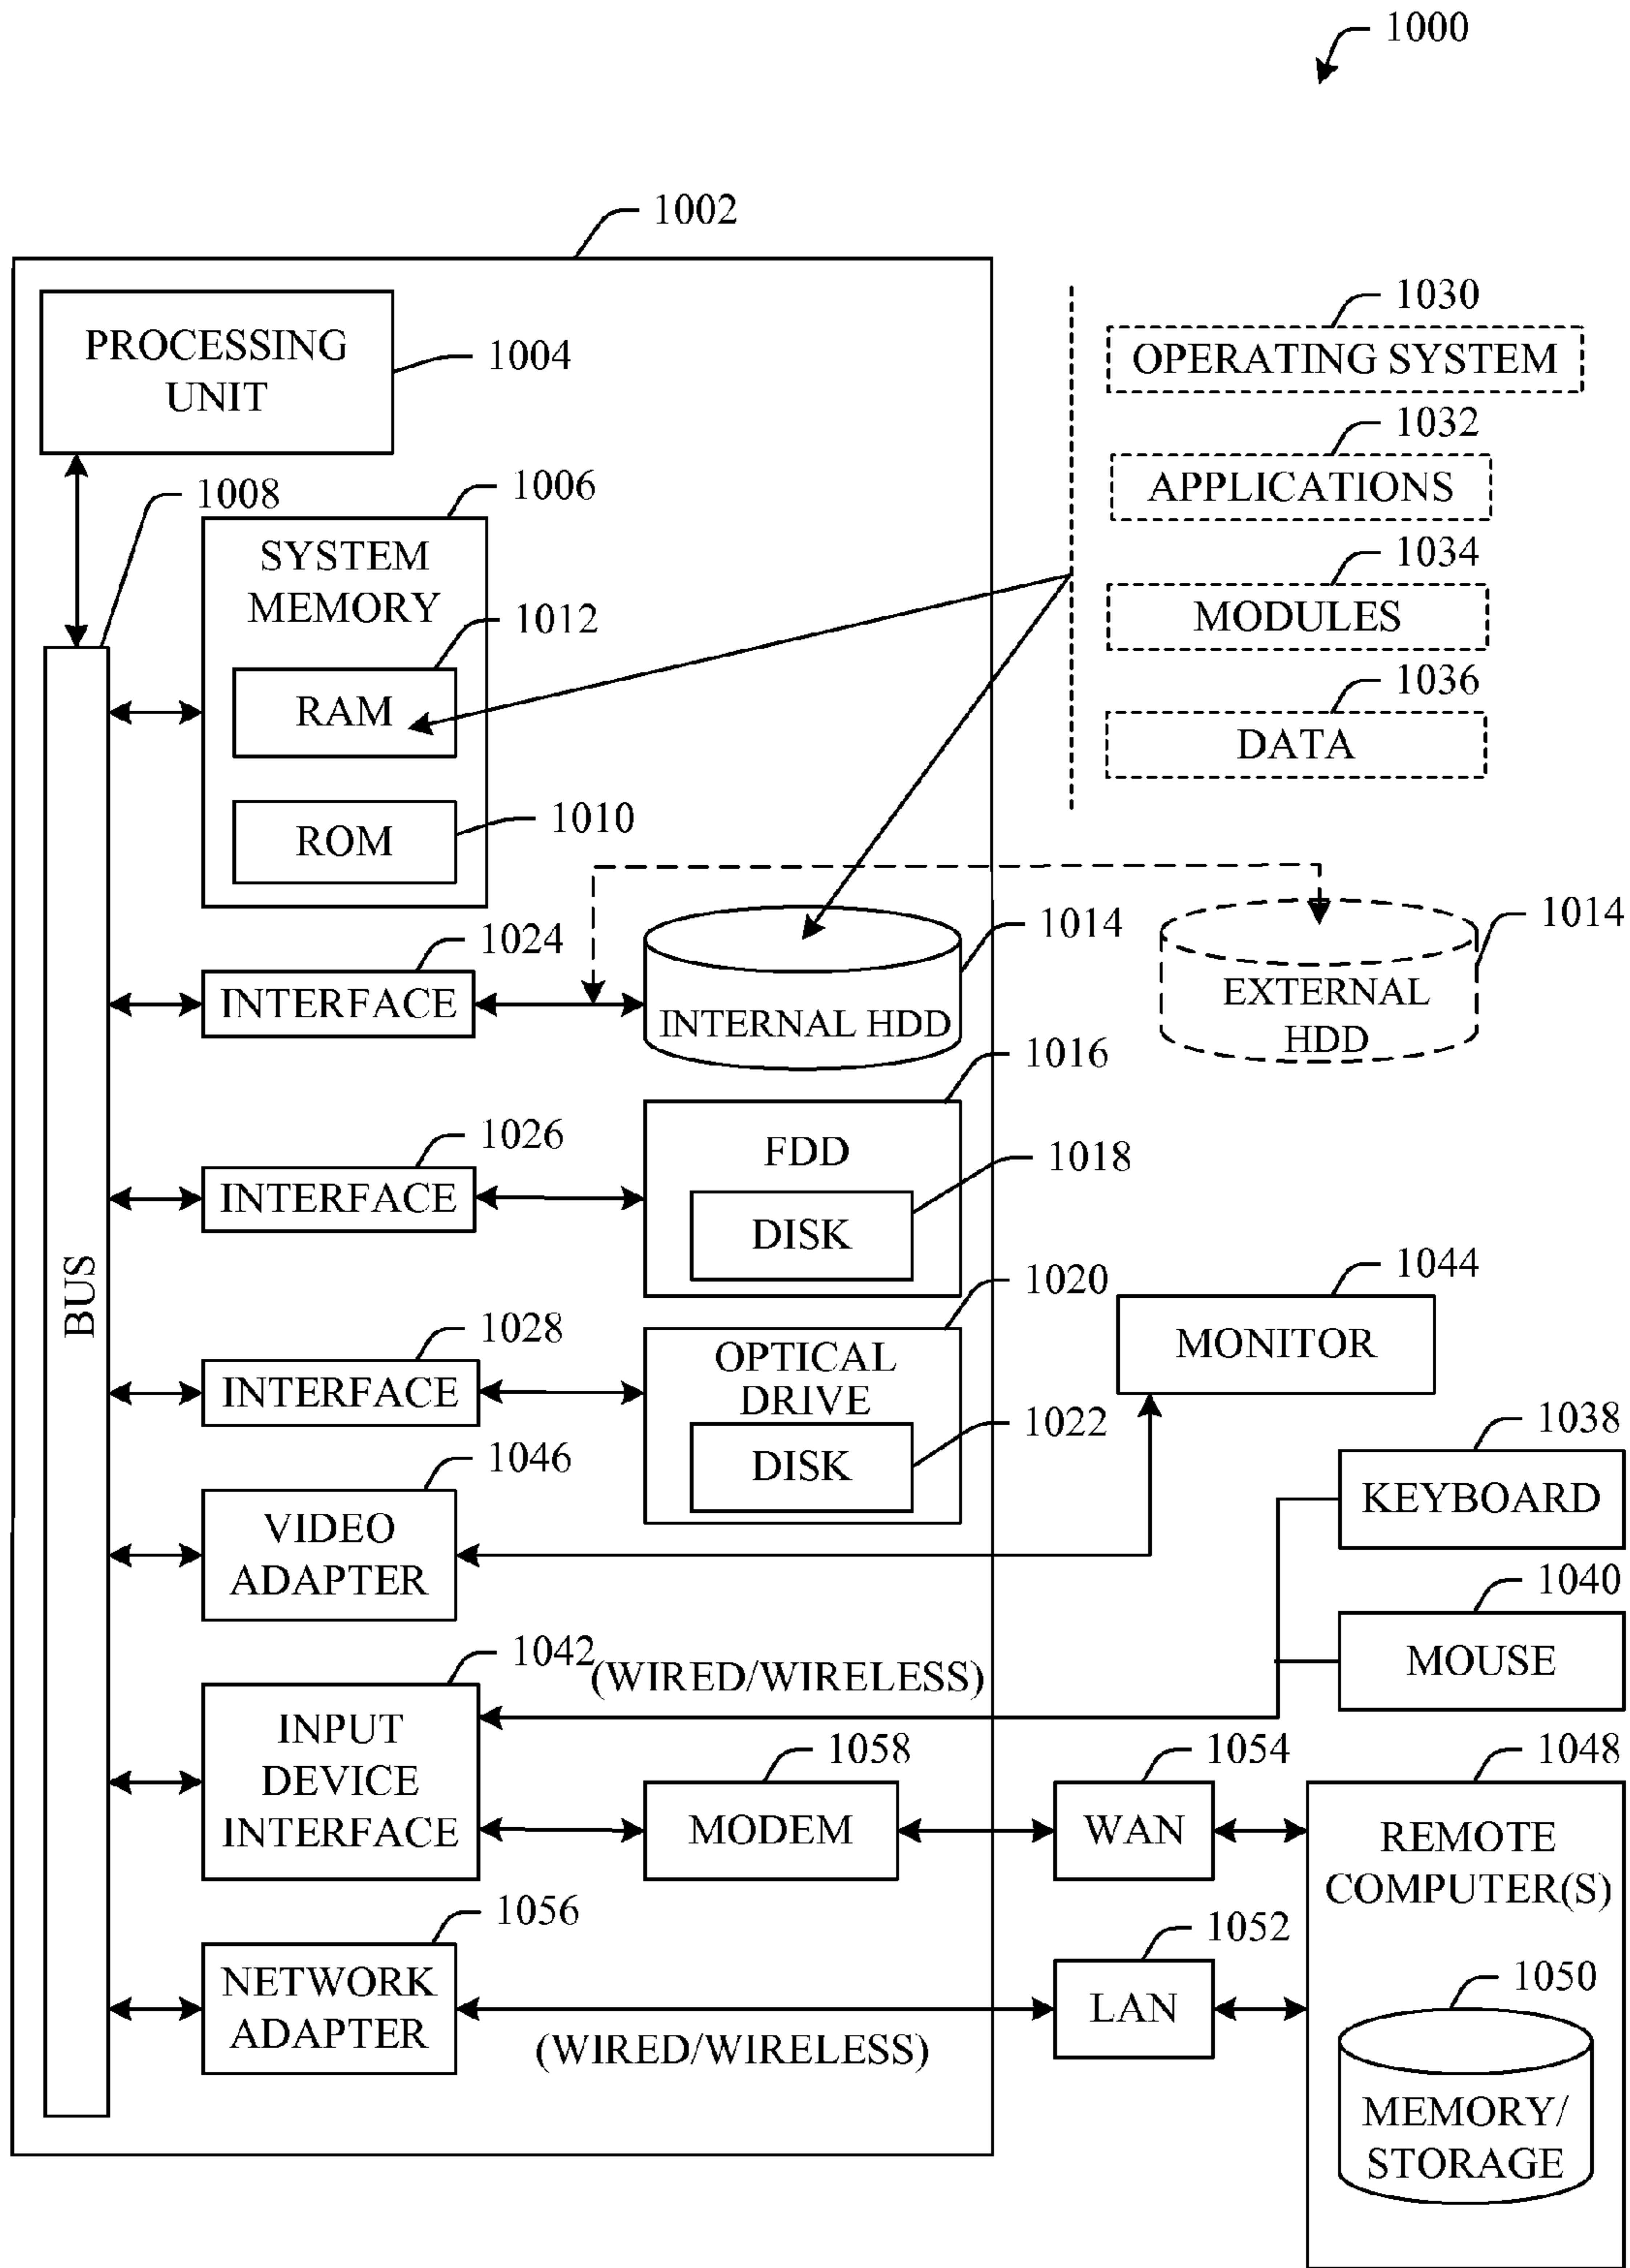 1000
1002
PROCESSING
UNIT
1004
1030
OPERATING SYSTEM
1032
APPLICATIONS
1034
MODULES
1036
DATA
1008
1006
SYSTEM
MEMORY
1012
RAM
1010
ROM
BUS
1024
INTERFACE
1014
INTERNAL HDD
1014
EXTERNAL
HDD
1026
INTERFACE
1016
FDD
1018
DISK
1028
INTERFACE
1020
OPTICAL
DRIVE
1022
DISK
1044
MONITOR
1046
VIDEO
ADAPTER
1038
KEYBOARD
1040
MOUSE
1042
(WIRED/WIRELESS)
INPUT
DEVICE
INTERFACE
1058
MODEM
1054
WAN
1048
REMOTE
COMPUTER(S)
1056
NETWORK
ADAPTER
(WIRED/WIRELESS)
1052
LAN
1050
MEMORY/
STORAGE